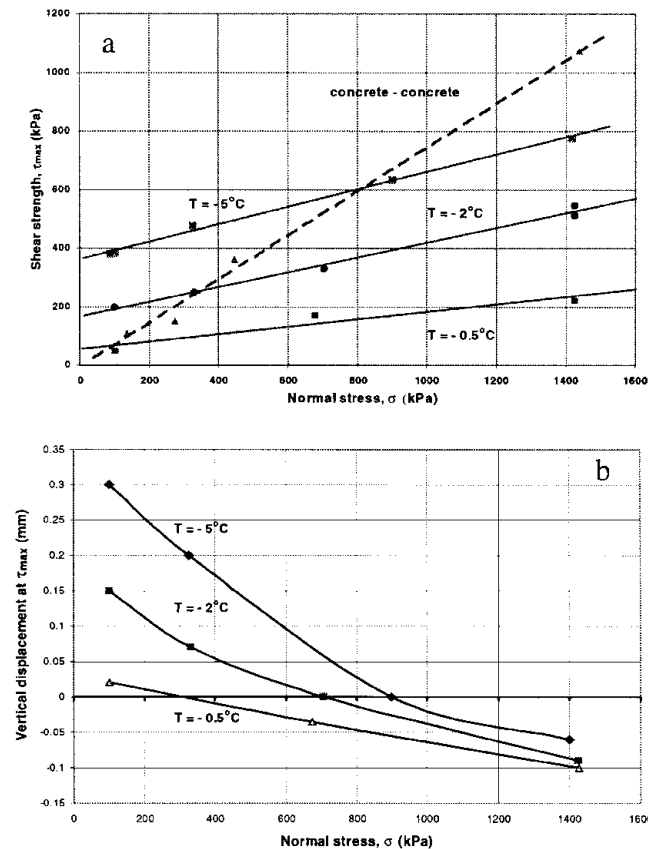 a
1200
1000
800
600
400
200
0
Shear strength, τmax (kPa)
concrete - concrete
T = - 5°C
T = - 2°C
T = - 0.5°C
0 200 400 600 800 1000 1200 1400 1600
Normal stress, σ (kPa)
b
0.35
0.3
0.25
0.2
0.15
0.1
0.05
0
-0.05
-0.1
-0.15
Vertical displacement at τmax (mm)
T = - 5°C
T = - 2°C
T = - 0.5°C
0 200 400 600 800 1000 1200 1400 1600
Normal stress, σ (kPa)